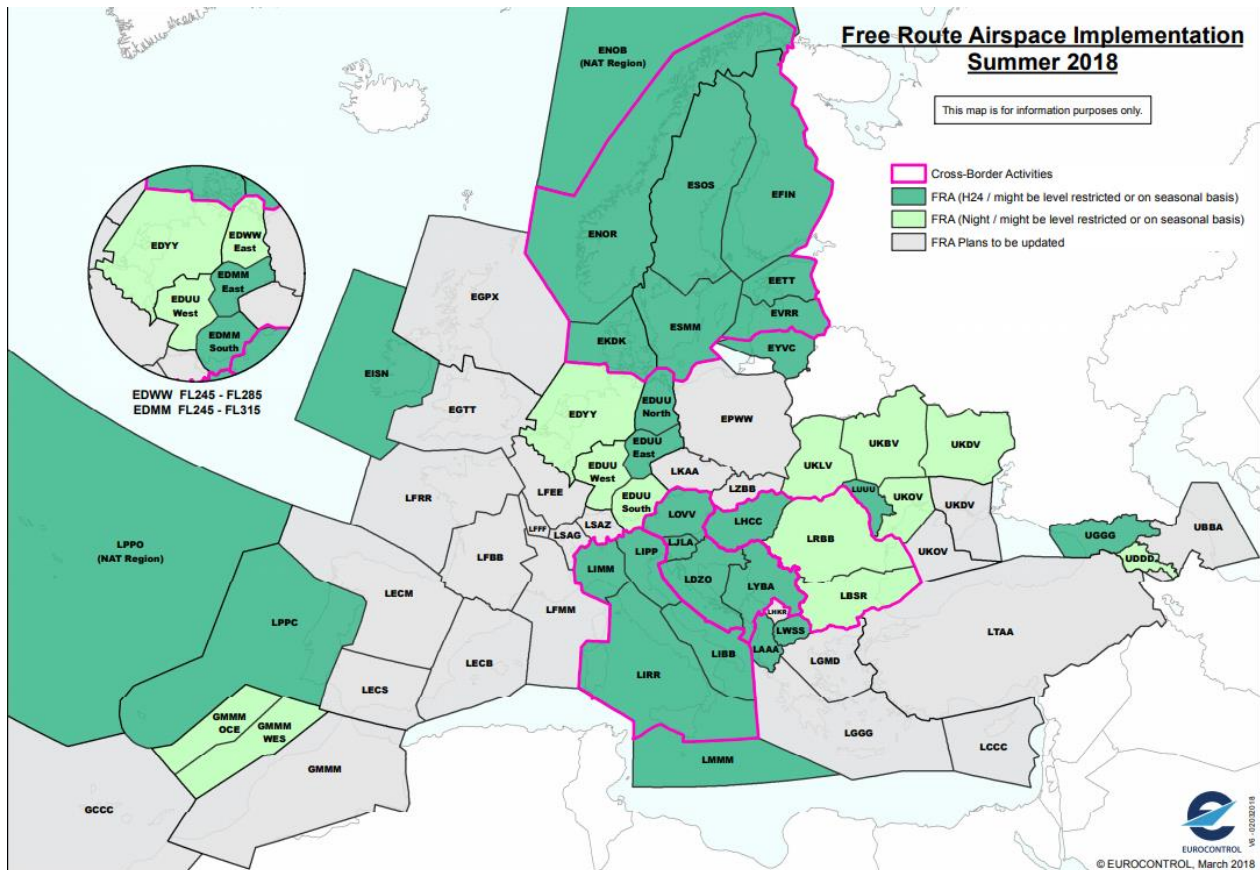 Free Route Airspace Implementation
Summer 2018
This map is for information purposes only.
Cross-Border Activities
FRA (H24 / might be level restricted or on seasonal basis)
FRA (Night / might be level restricted or on seasonal basis)
FRA Plans to be updated
ENOB
(NAT Region)
ESOS
EFIN
ENOR
EETT
EVRR
ESMM
EKDK
EYVC
EGPX
EISN
EGTT
EDYY
EDWW
East
EDMM
East
EDUU
West
EDMM
South
EDWW FL245 - FL285
EDMM FL245 - FL315
EDYY
EDUU
North
EDUU
East
EDUU
West
EDUU
South
EPWW
LKAA
LZBB
UKLV
UKBV
UKDV
LUUU
UKOV
UKDV
UKOV
LFRR
LFEE
LFFF
LSAZ
LSAG
LFBB
LFMM
LOVV
LHCC
LJLA
LRBB
LBSR
LIMM
LIPP
LDZO
LYBA
LHKR
LWSS
LAAA
LIBB
LIRR
LMMM
LGMD
LGGG
LTAA
LCCC
UGGG
UDDD
UBBA
LPPO
(NAT Region)
LPPC
LECM
LECB
LECS
GMMM
OCE
GMMM
WES
GMMM
GCCC
EUROCONTROL
V6 - 02032018
© EUROCONTROL, March 2018